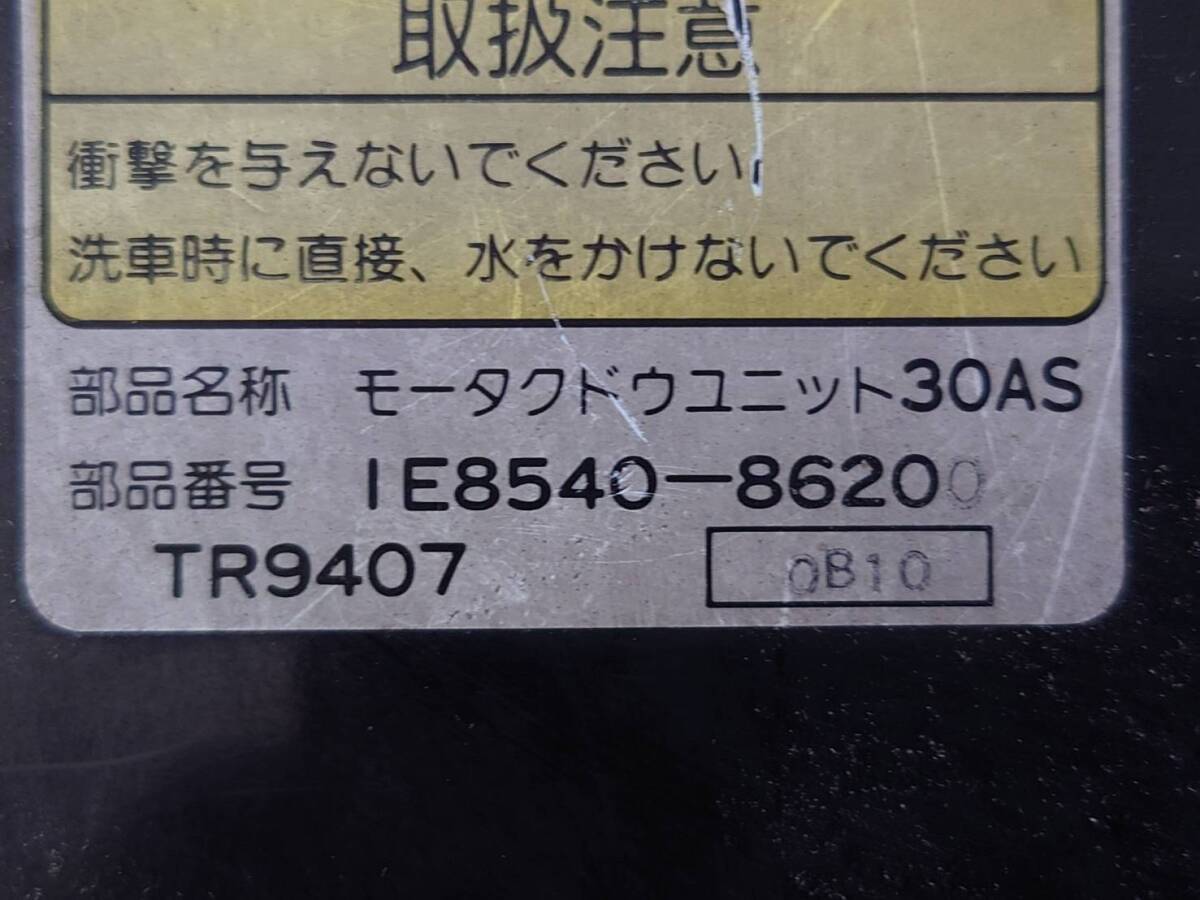 取扱注意
衝撃を与えないでください
洗車時に直接、水をかけないでください
部品名称 モータクドウユニット30AS
部品番号 1E8540-86200
TR9407
0B10